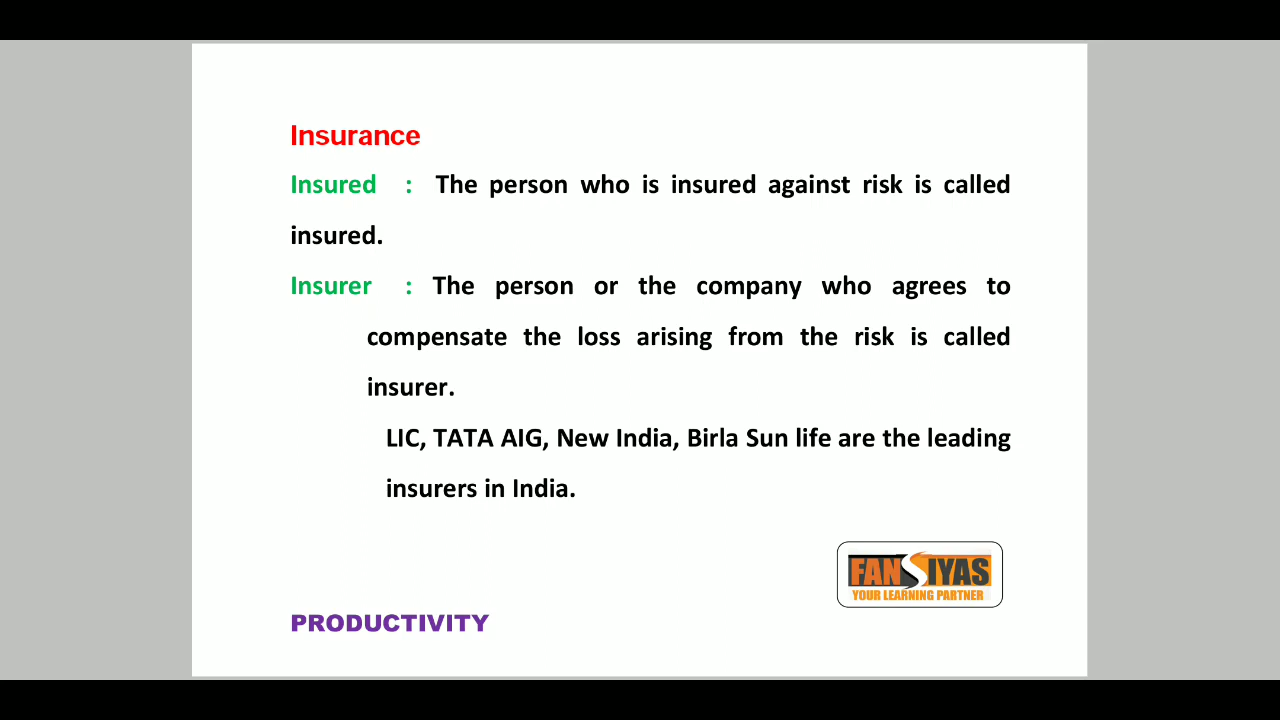 Insurance
Insured : The person who is insured against risk is called
insured.
Insurer : The person or the company who agrees to
compensate the loss arising from the risk is called
insurer.
LIC, TATA AIG, New India, Birla Sun life are the leading
insurers in India.
FANSIYAS
YOUR LEARNING PARTNER
PRODUCTIVITY